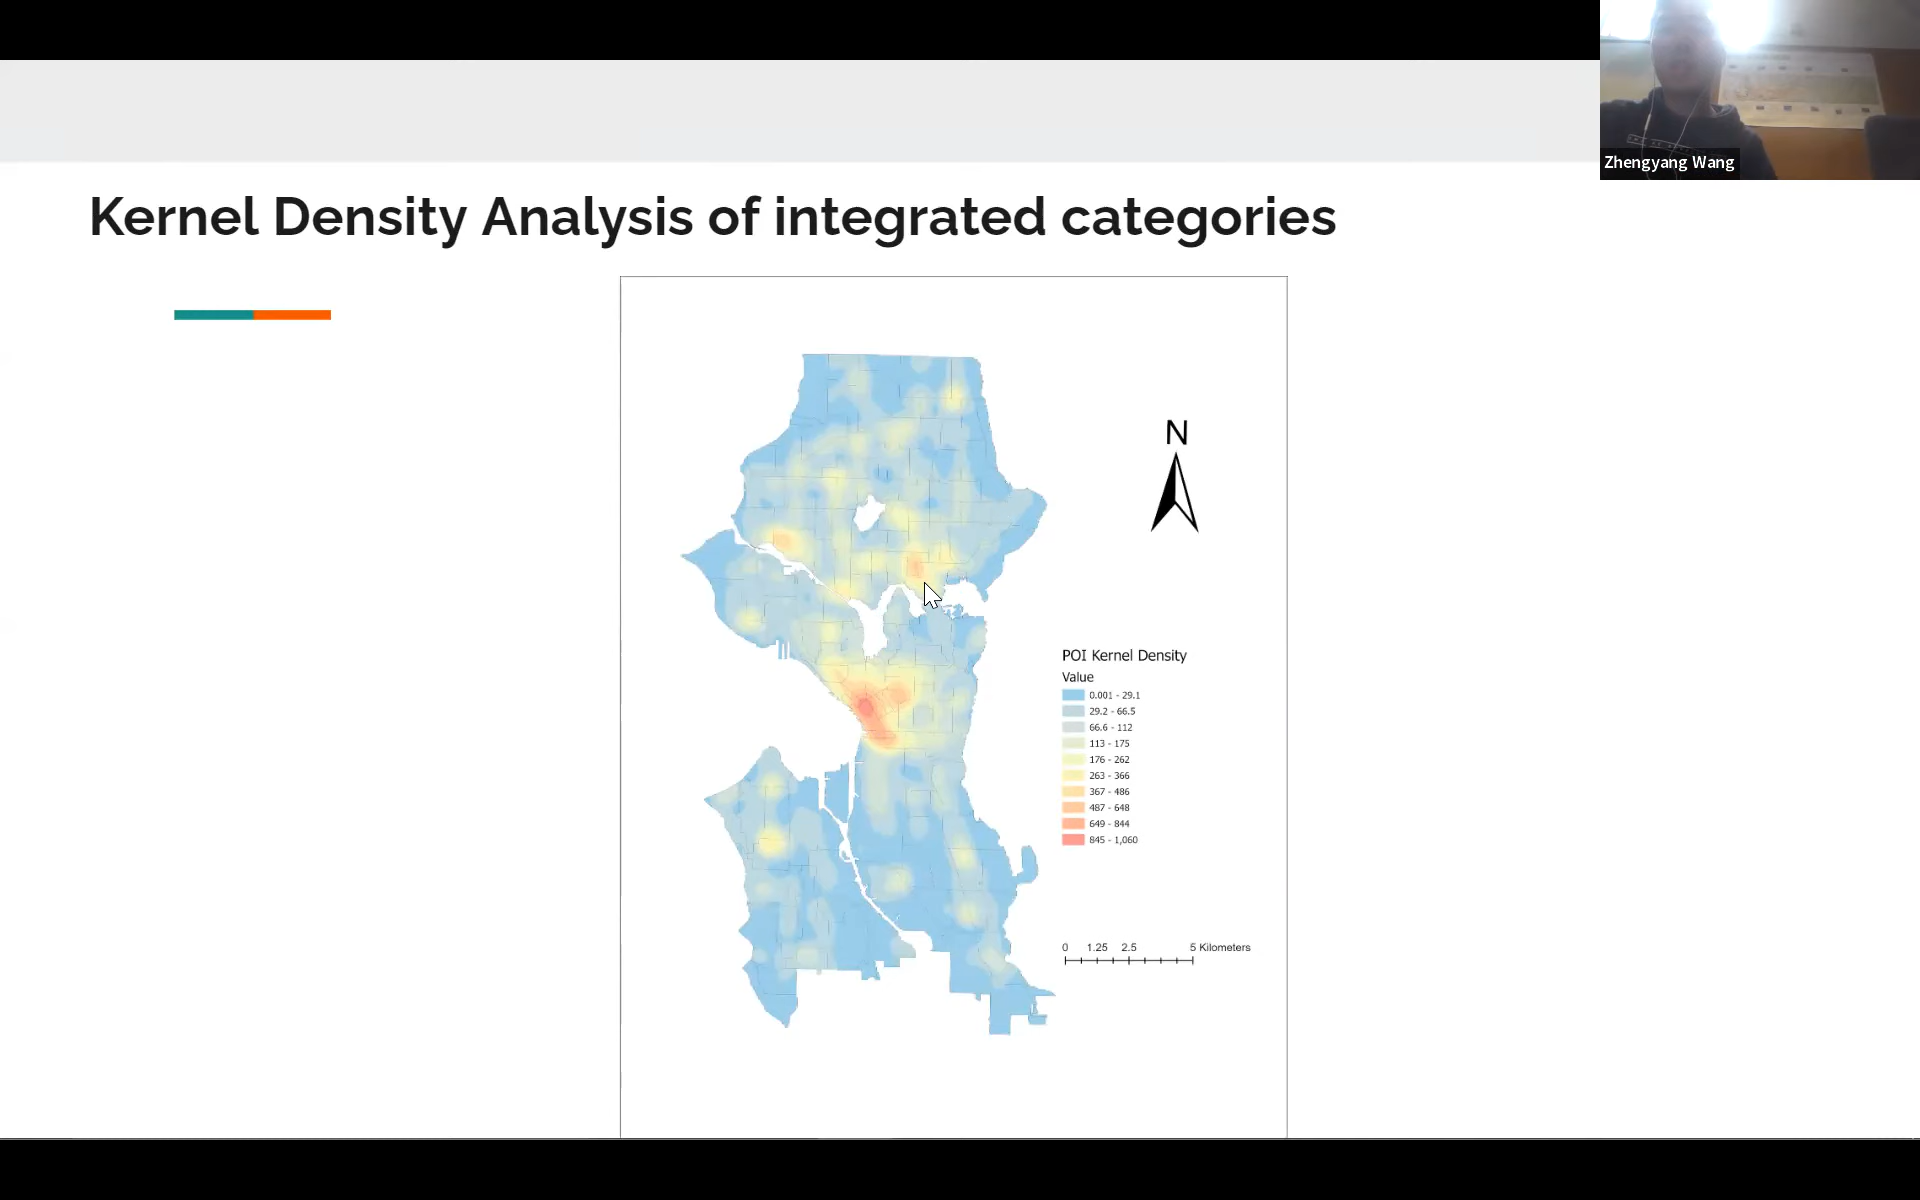 Zhengyang Wang
Kernel Density Analysis of integrated categories
N
POI Kernel Density
Value
0.001 - 29.1
29.2 - 66.5
66.6 - 112
113 - 175
176 - 262
263 - 366
367 - 486
487 - 648
649 - 844
845 - 1,060
0 1.25 2.5 5 Kilometers